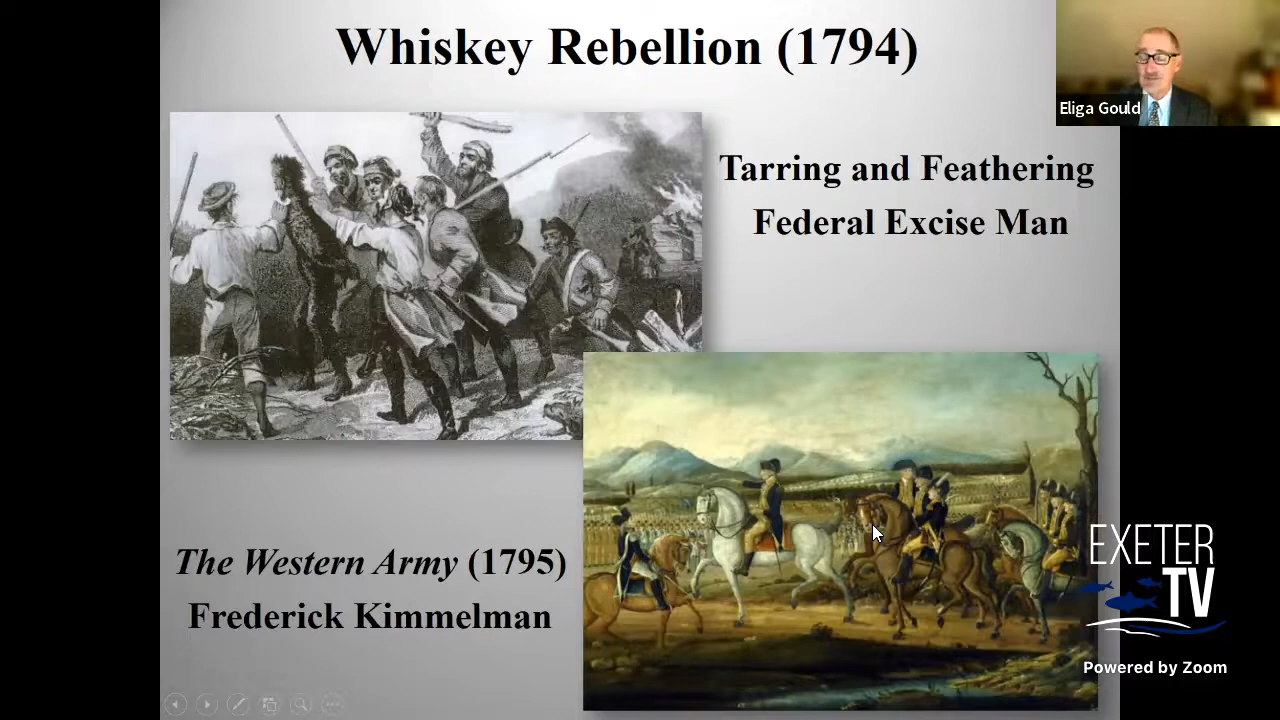 Whiskey Rebellion (1794)
Eliga Gould
Tarring and Feathering
Federal Excise Man
The Western Army (1795)
Frederick Kimmelman
EXETER
TV
Powered by Zoom